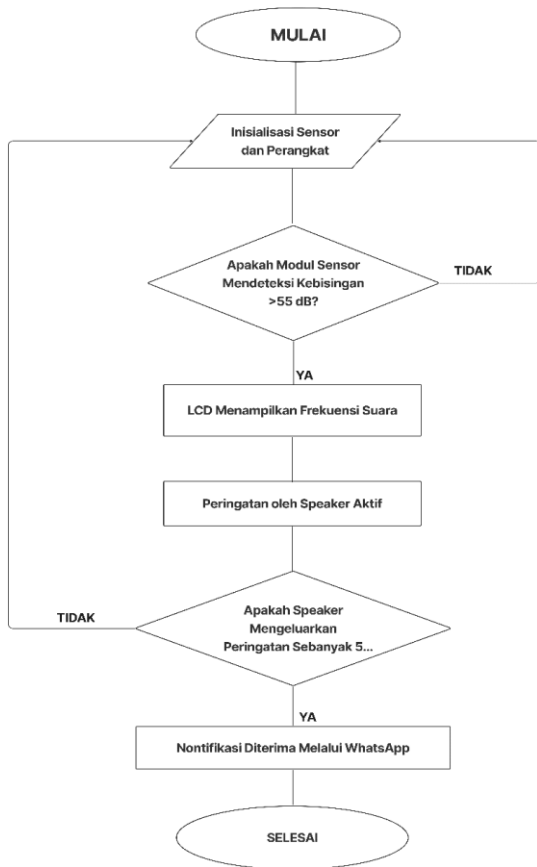 MULAI
Inisialisasi Sensor
dan Perangkat
Apakah Modul Sensor
Mendeteksi Kebisingan
>55 dB?
TIDAK
YA
LCD Menampilkan Frekuensi Suara
Peringatan oleh Speaker Aktif
Apakah Speaker
Mengeluarkan
Peringatan Sebanyak 5...
TIDAK
YA
Nontifikasi Diterima Melalui WhatsApp
SELESAI